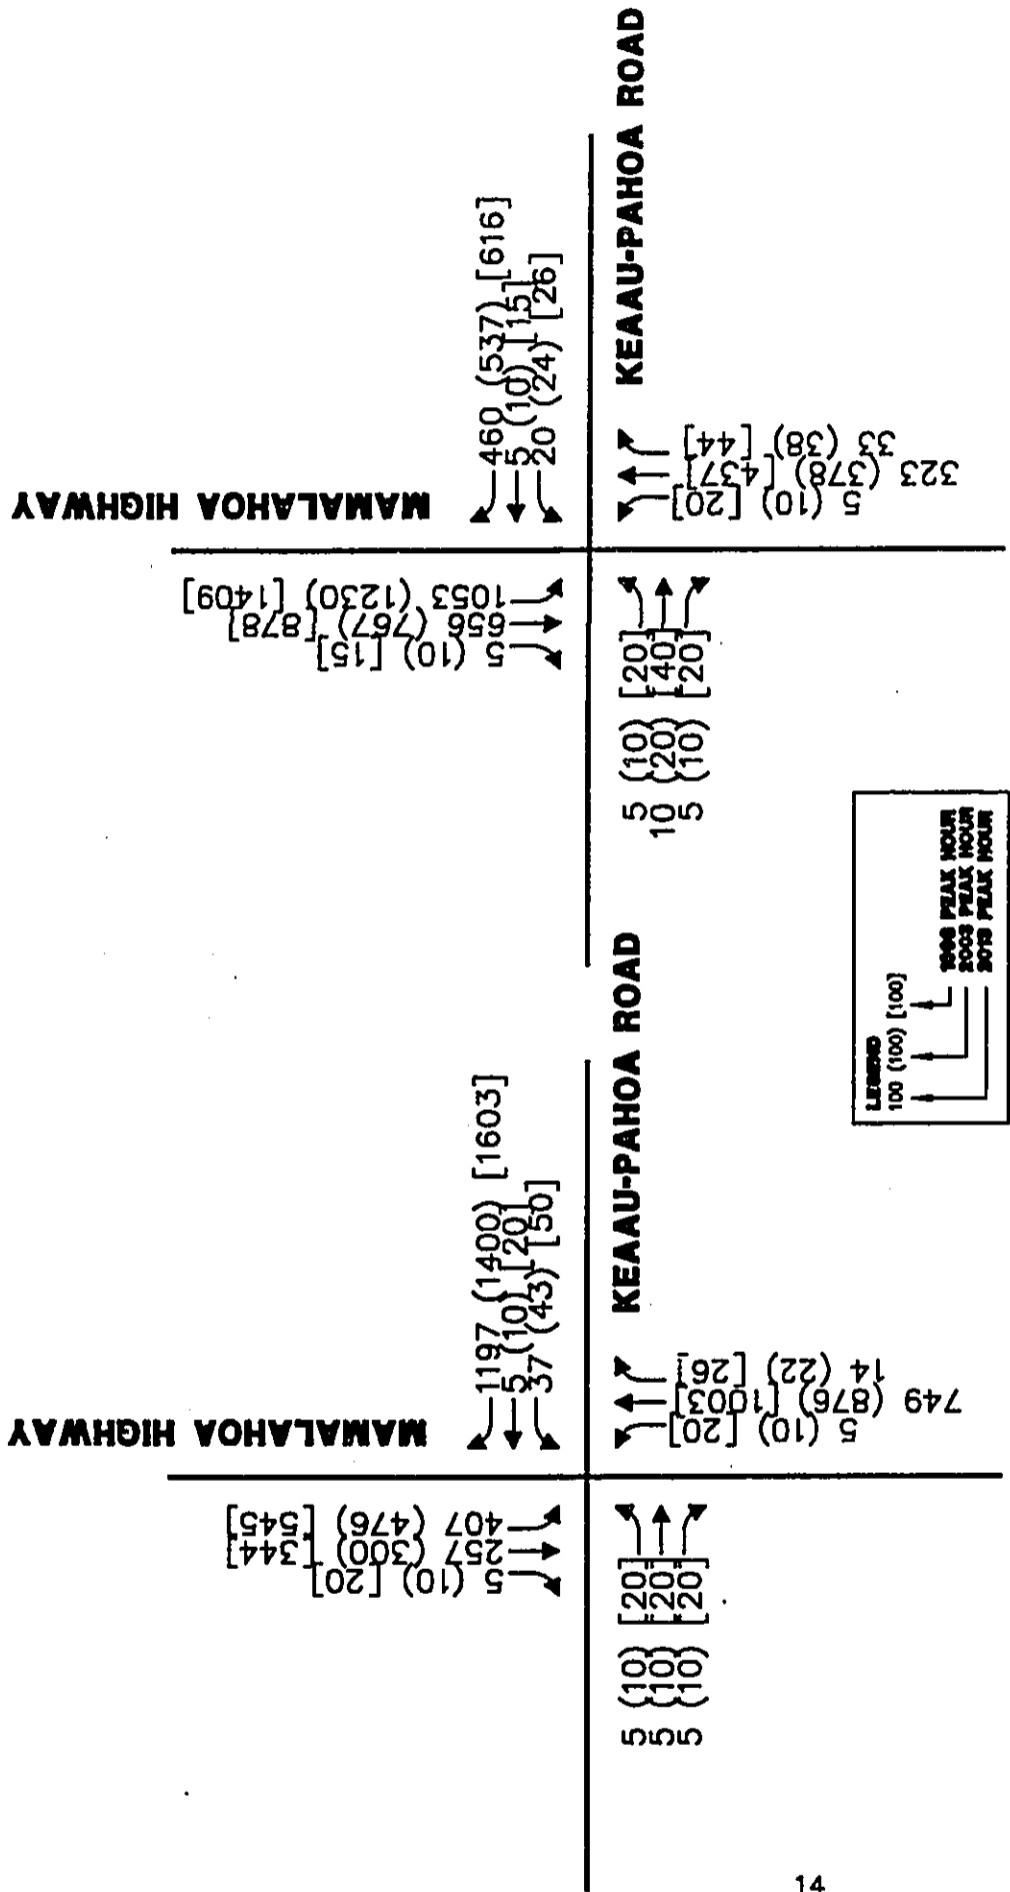 MAMALAHOA HIGHWAY
407 (476) [545]
257 (300) [344]
5 (10) [20]
1197 (1400) [1603]
5 (10) [20]
37 (43) [50]
KEAAU-PAHOA ROAD
5 (10) [20]
5 (10) [20]
5 (10) [20]
5 (10) [20]
749 (876) [1003]
14 (22) [26]
MAMALAHOA HIGHWAY
1053 (1230) [1409]
656 (767) [878]
5 (10) [15]
460 (537) [616]
5 (10) [15]
20 (24) [26]
KEAAU-PAHOA ROAD
5 (10) [20]
10 (20) [40]
5 (10) [20]
5 (10) [20]
323 (378) [437]
33 (38) [44]
LEGEND
100 (100) [100]
PEAK HOUR
2003 PEAK HOUR
2013 PEAK HOUR
14